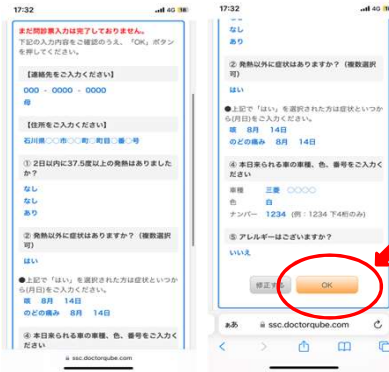 17:32
4G
まだ問診票入力は完了しておりません。
下記の入力内容をご確認のうえ、「OK」ボタン
を押してください。
【連絡先をご入力ください】
000 - 0000 - 0000
母
【住所をご入力ください】
石川県○○市○○町○町目○番○号
① 2日以内に37.5度以上の発熱はありました
か？
なし
なし
あり
② 発熱以外に症状はありますか？（複数選択
可）
はい
●上記で「はい」を選択された方は症状といつか
ら(月日)をご入力ください。
咳 8月 14日
のどの痛み 8月 14日
④ 本日来られる車の車種、色、番号をご入力く
ださい
ssc.doctorqube.com
17:32
4G
なし
あり
② 発熱以外に症状はありますか？（複数選択
可）
はい
●上記で「はい」を選択された方は症状といつか
ら(月日)をご入力ください。
咳 8月 14日
のどの痛み 8月 14日
④ 本日来られる車の車種、色、番号をご入力く
ださい
車種 三菱 ○○○○
色 白
ナンバー 1234 (例：1234 下4桁のみ)
⑤ アレルギーはございますか？
いいえ
修正する OK
ぁあ ssc.doctorqube.com